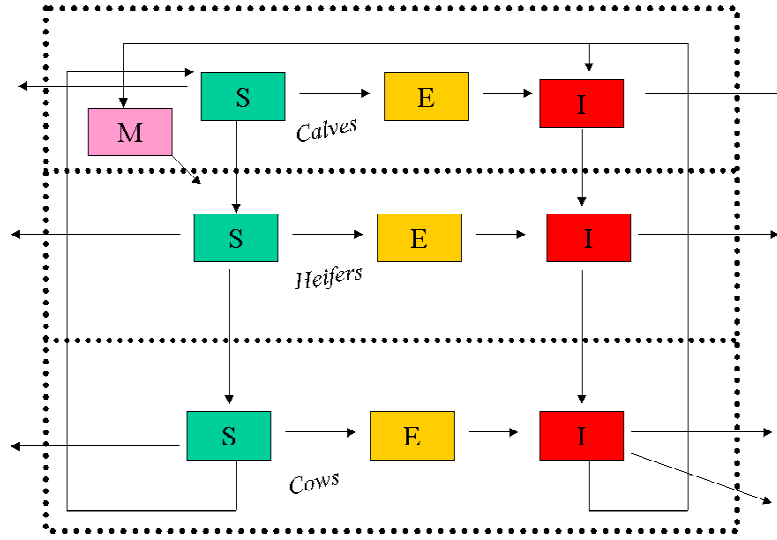 S E I
M
Calves
S E I
Heifers
S E I
Cows